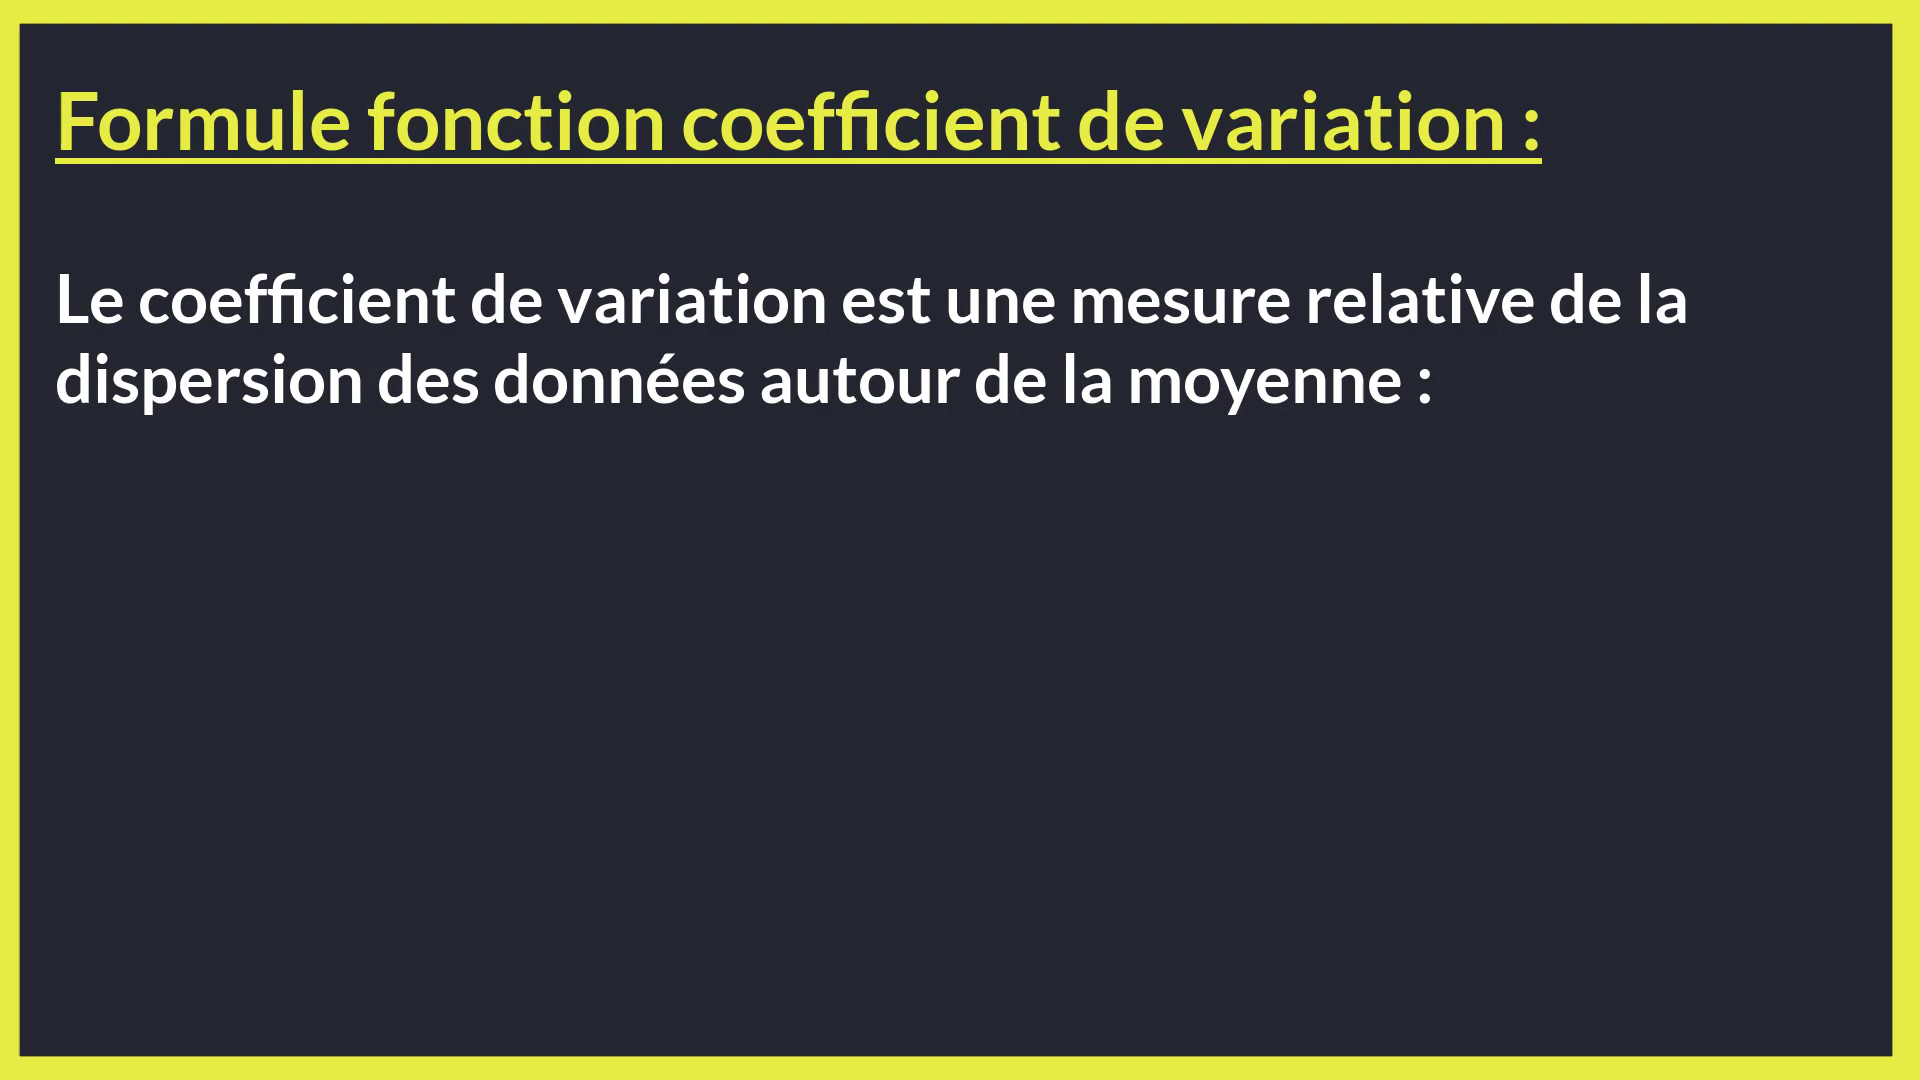 Formule fonction coefficient de variation :
Le coefficient de variation est une mesure relative de la
dispersion des données autour de la moyenne :